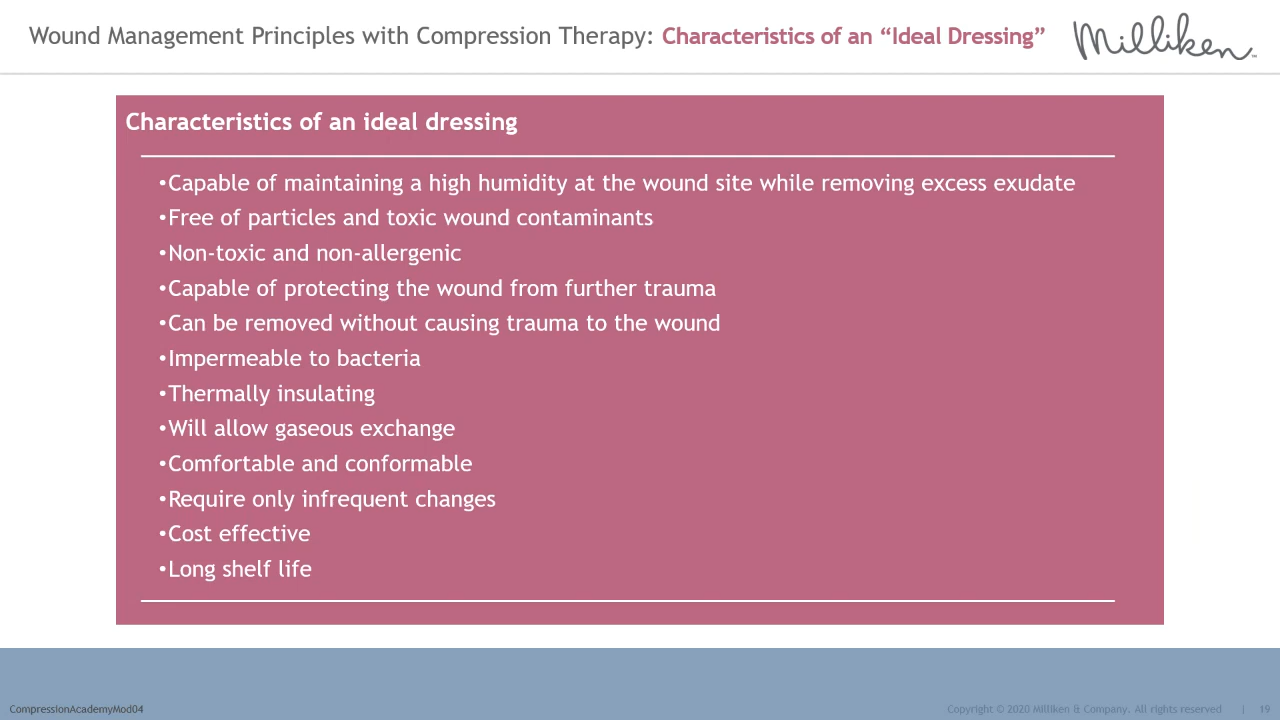 Wound Management Principles with Compression Therapy: Characteristics of an “Ideal Dressing”
Milliken™
Characteristics of an ideal dressing
•Capable of maintaining a high humidity at the wound site while removing excess exudate
•Free of particles and toxic wound contaminants
•Non-toxic and non-allergenic
•Capable of protecting the wound from further trauma
•Can be removed without causing trauma to the wound
•Impermeable to bacteria
•Thermally insulating
•Will allow gaseous exchange
•Comfortable and conformable
•Require only infrequent changes
•Cost effective
•Long shelf life
CompressionAcademyMod04
Copyright © 2020 Milliken & Company. All rights reserved | 19